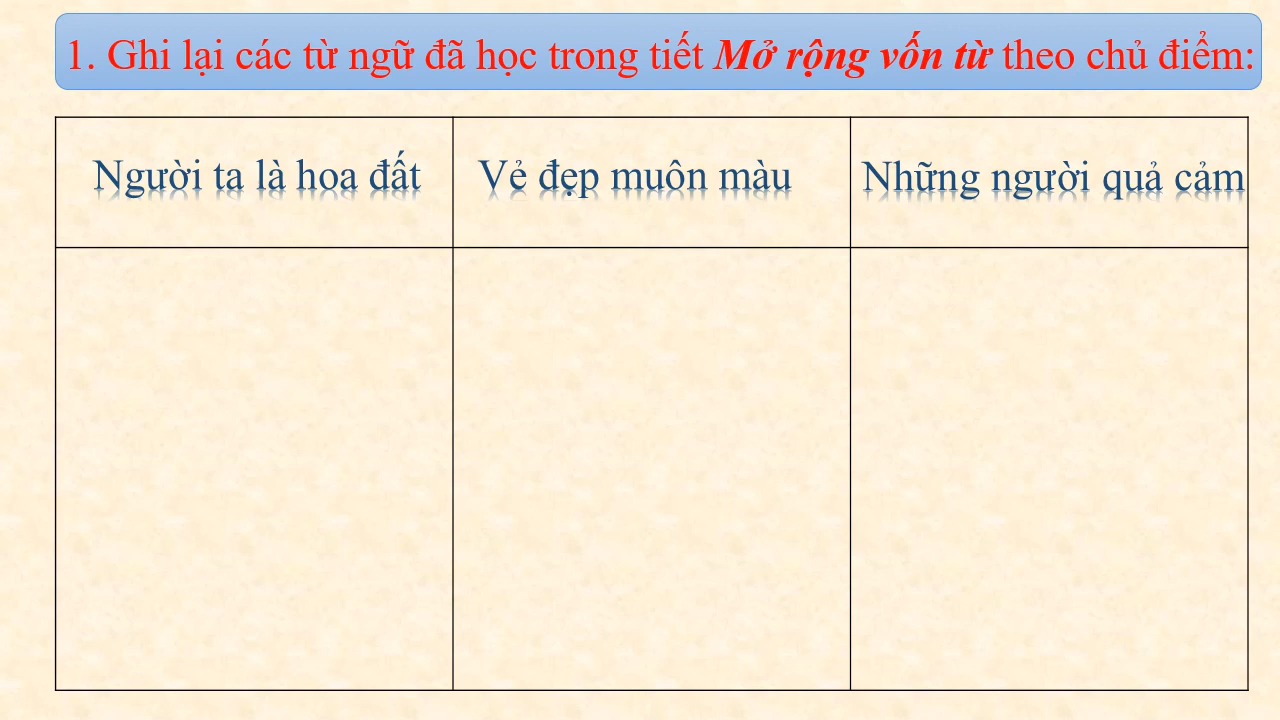 1. Ghi lại các từ ngữ đã học trong tiết Mở rộng vốn từ theo chủ điểm:
Người ta là hoa đất
Vẻ đẹp muôn màu
Những người quả cảm